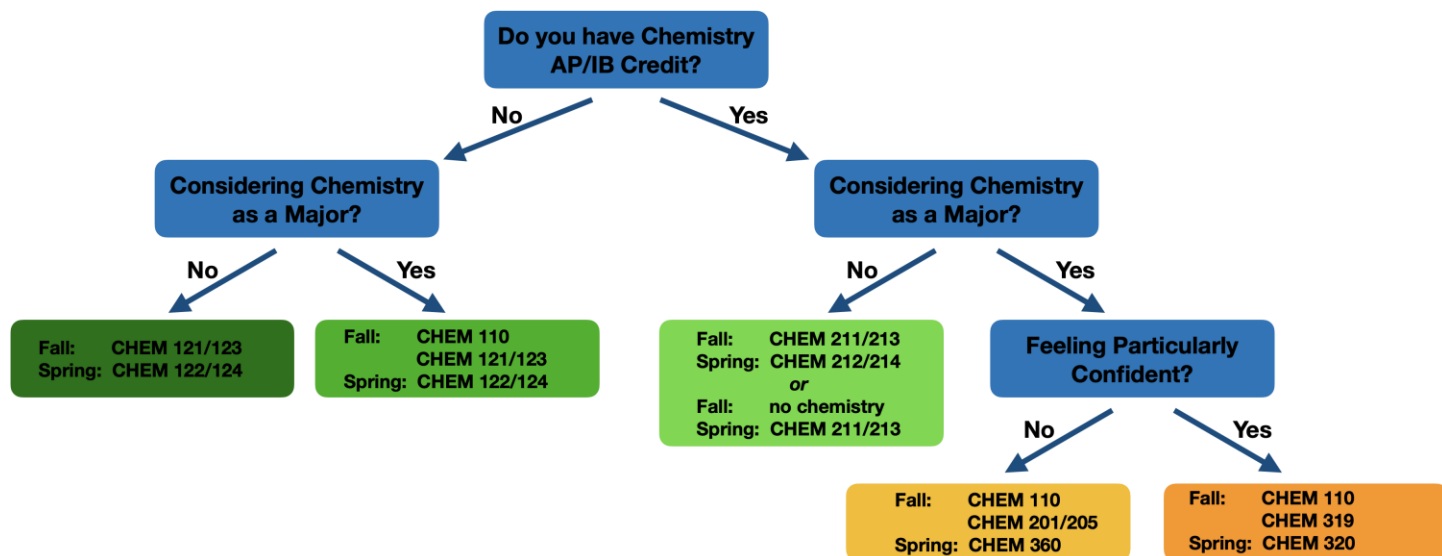 Do you have Chemistry
AP/IB Credit?
No
Yes
Considering Chemistry
as a Major?
Considering Chemistry
as a Major?
No
Yes
No
Yes
Fall: CHEM 121/123
Spring: CHEM 122/124
Fall: CHEM 110
CHEM 121/123
Spring: CHEM 122/124
Fall: CHEM 211/213
Spring: CHEM 212/214
or
Fall: no chemistry
Spring: CHEM 211/213
Feeling Particularly
Confident?
No
Yes
Fall: CHEM 110
CHEM 201/205
Spring: CHEM 360
Fall: CHEM 110
CHEM 319
Spring: CHEM 320